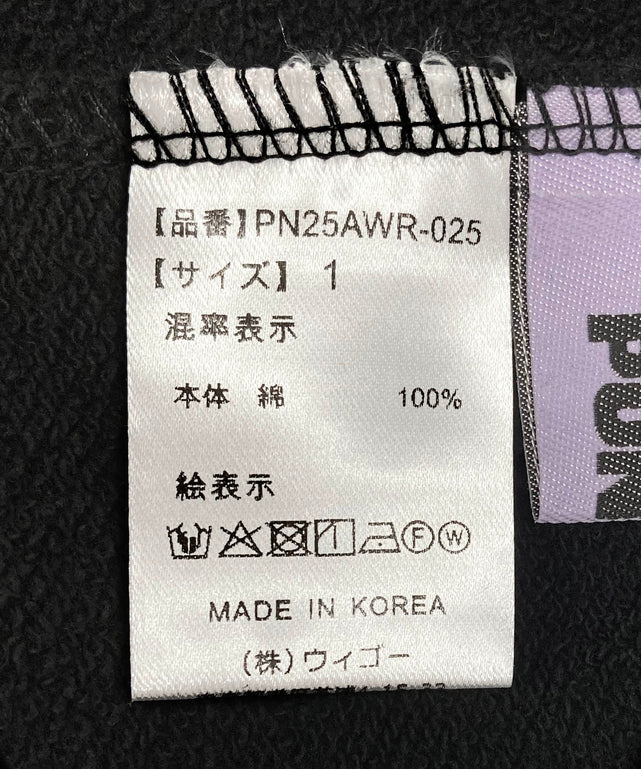 【品番】PN25AWR-025
【サイズ】 1
混率表示
本体 綿 100%
絵表示
F W
MADE IN KOREA
(株)ウィゴー
PUN